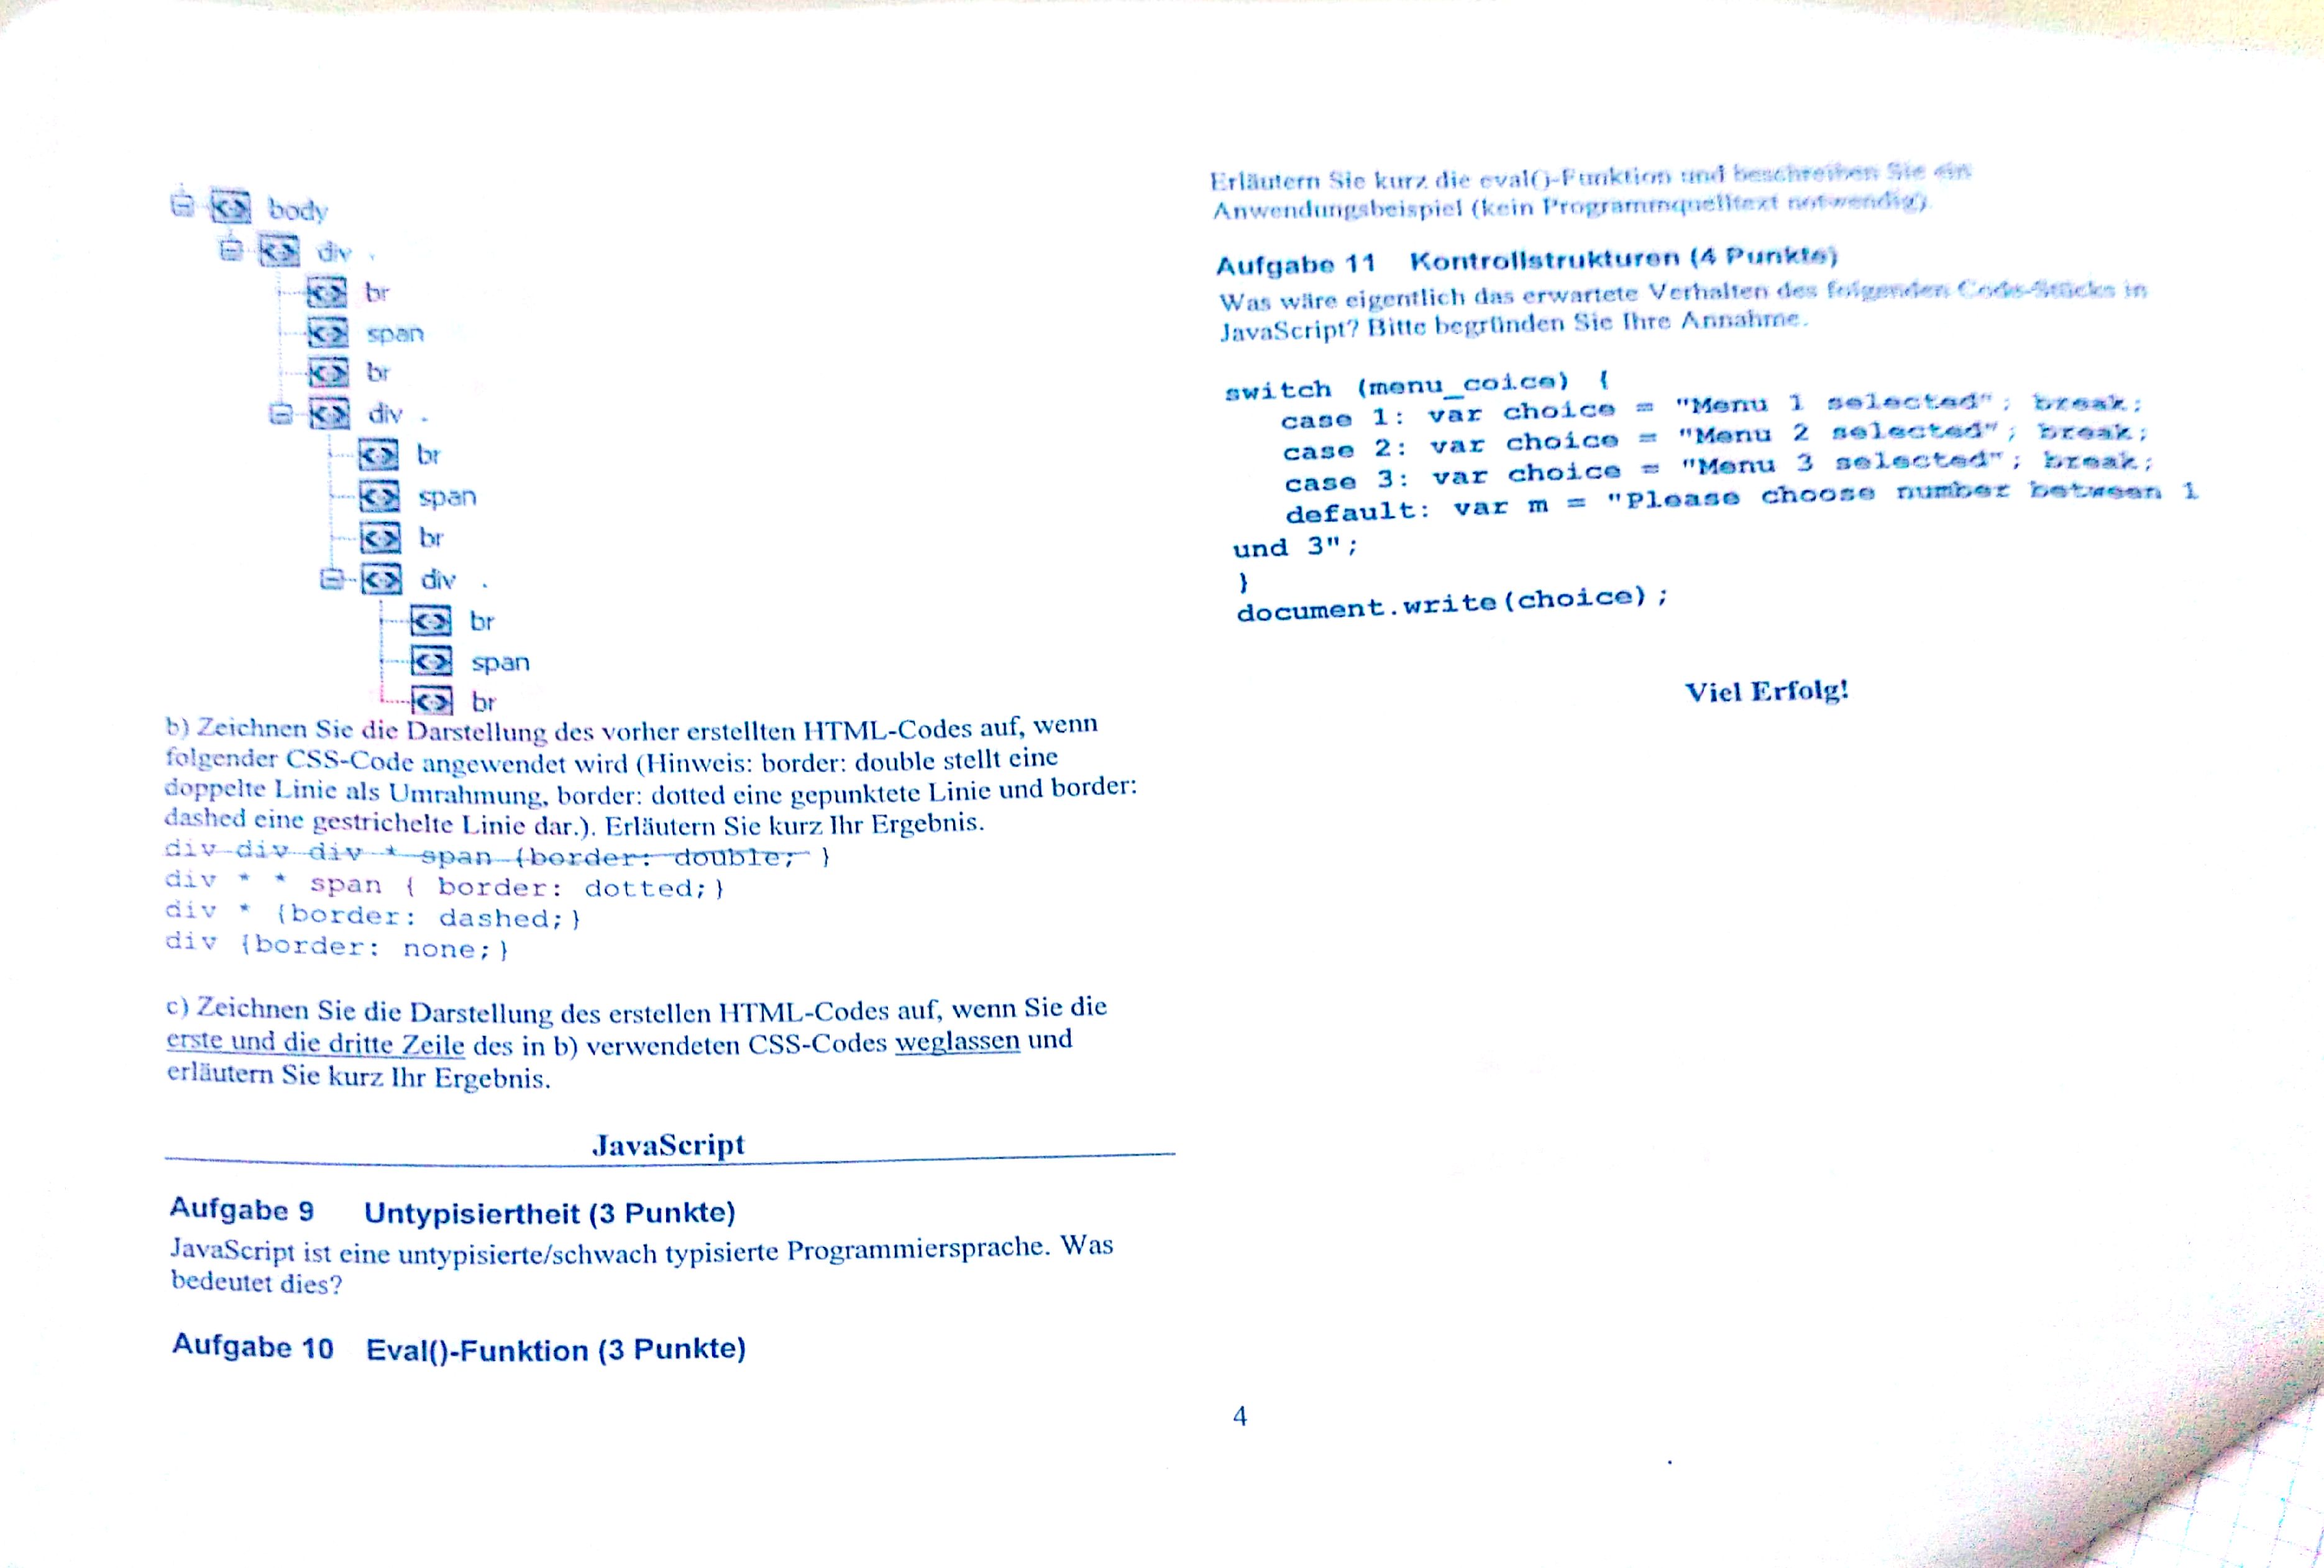 body
div .
br
span
br
div .
br
span
br
div .
br
span
br
b) Zeichnen Sie die Darstellung des vorher erstellten HTML-Codes auf, wenn
folgender CSS-Code angewendet wird (Hinweis: border: double stellt eine
doppelte Linie als Umrahmung, border: dotted eine gepunktete Linie und border:
dashed eine gestrichelte Linie dar.). Erläutern Sie kurz Ihr Ergebnis.
div div div * span {border: double; }
div * * span { border: dotted; }
div * {border: dashed; }
div {border: none; }
c) Zeichnen Sie die Darstellung des erstellen HTML-Codes auf, wenn Sie die
erste und die dritte Zeile des in b) verwendeten CSS-Codes weglassen und
erläutern Sie kurz Ihr Ergebnis.
JavaScript
Aufgabe 9 Untypisiertheit (3 Punkte)
JavaScript ist eine untypisierte/schwach typisierte Programmiersprache. Was
bedeutet dies?
Aufgabe 10 Eval()-Funktion (3 Punkte)
Erläutern Sie kurz die eval()-Funktion und beschreiben Sie ein
Anwendungsbeispiel (kein Programmquelltext notwendig)
Aufgabe 11 Kontrollstrukturen (4 Punkte)
Was wäre eigentlich das erwartete Verhalten des folgenden Code-Stücks in
JavaScript? Bitte begründen Sie Ihre Annahme.
switch (menu_coice) {
case 1: var choice = "Menu 1 selected"; break;
case 2: var choice = "Menu 2 selected"; break;
case 3: var choice = "Menu 3 selected"; break;
default: var m = "Please choose number between 1
und 3";
}
document.write(choice);
Viel Erfolg!
4